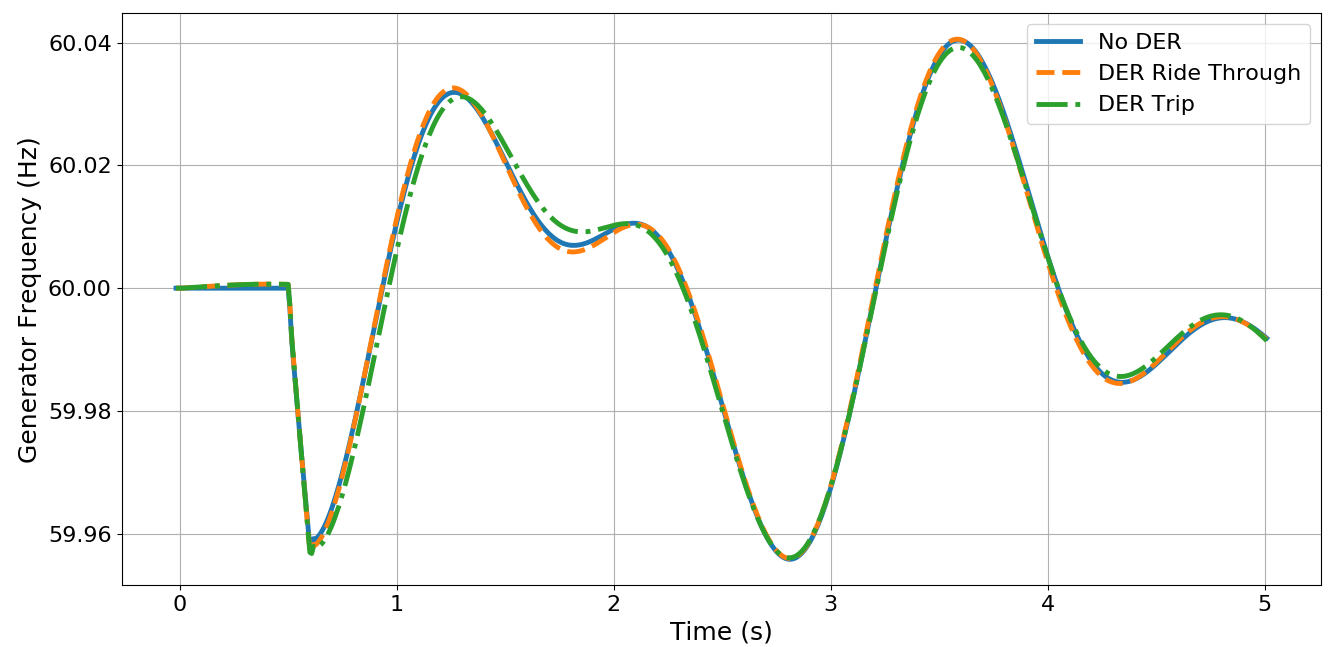 Generator Frequency (Hz)
60.04
60.02
60.00
59.98
59.96
No DER
DER Ride Through
DER Trip
0 1 2 3 4 5
Time (s)